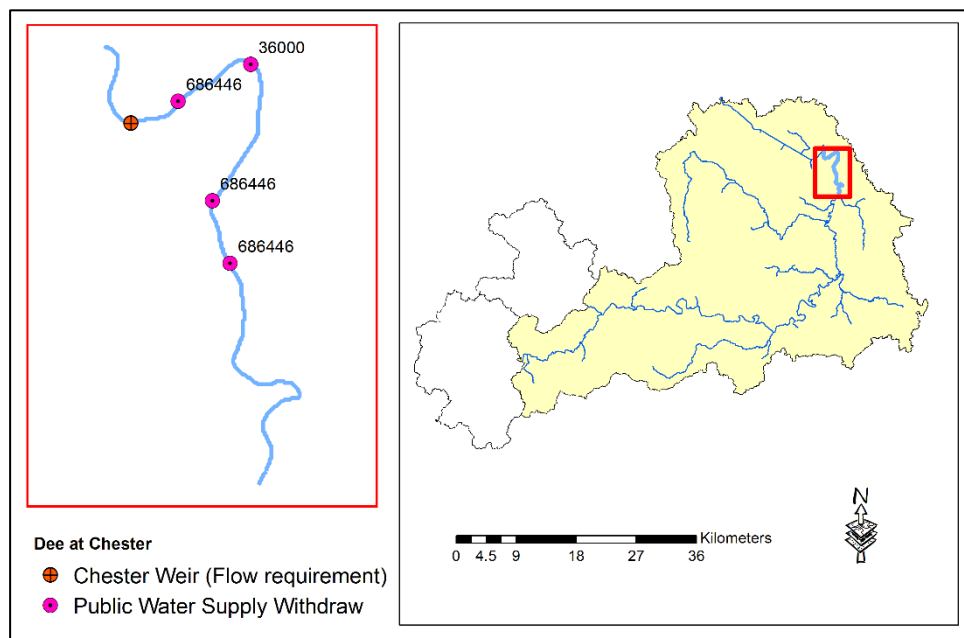 36000
686446
686446
686446
Dee at Chester
Chester Weir (Flow requirement)
Public Water Supply Withdraw
N
Kilometers
0 4.5 9 18 27 36